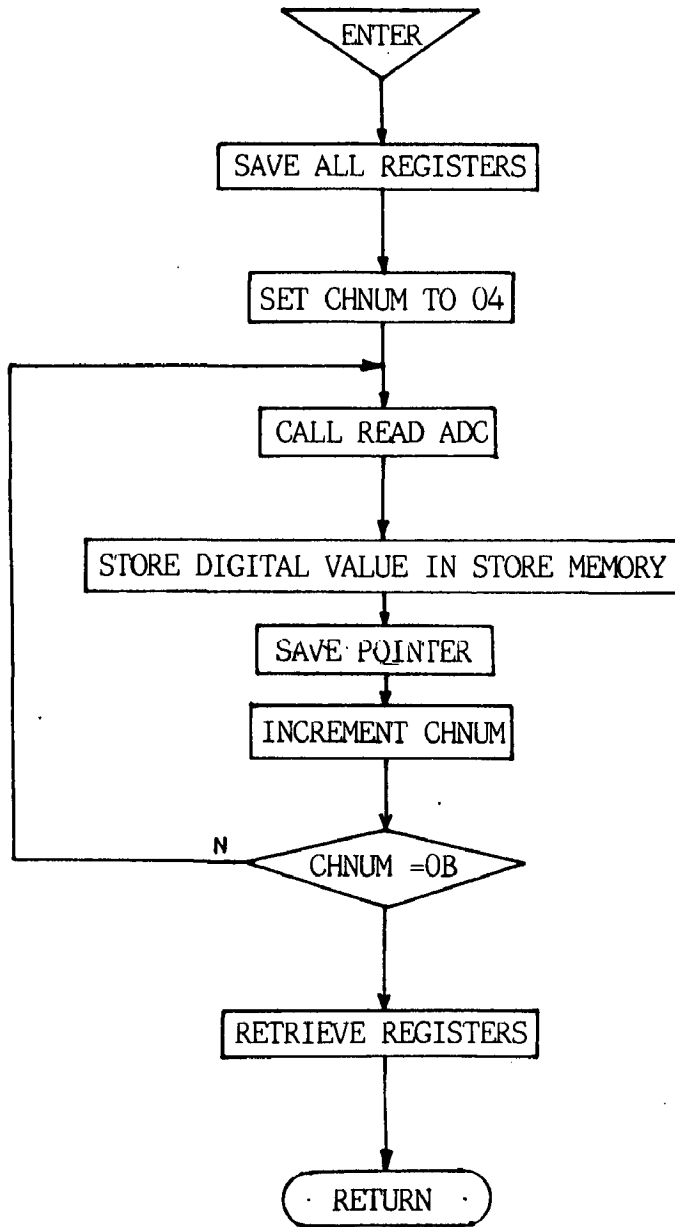 ENTER
SAVE ALL REGISTERS
SET CHNUM TO 04
CALL READ ADC
STORE DIGITAL VALUE IN STORE MEMORY
SAVE POINTER
INCREMENT CHNUM
N
CHNUM =0B
RETRIEVE REGISTERS
RETURN